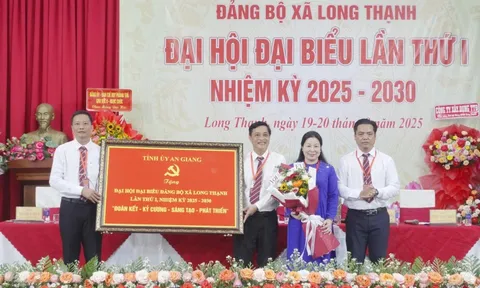 ĐẢNG BỘ XÃ LONG THẠNH
ĐẠI HỘI ĐẠI BIỂU LẦN THỨ I
NHIỆM KỲ 2025 - 2030
Long Thạnh, ngày 19-20 tháng 2025
TỈNH ỦY AN GIANG
Tặng
ĐẠI HỘI ĐẠI BIỂU ĐẢNG BỘ XÃ LONG THẠNH
LẦN THỨ I, NHIỆM KỲ 2025 - 2030
"ĐOÀN KẾT - KỶ CƯƠNG - SÁNG TẠO - PHÁT TRIỂN"